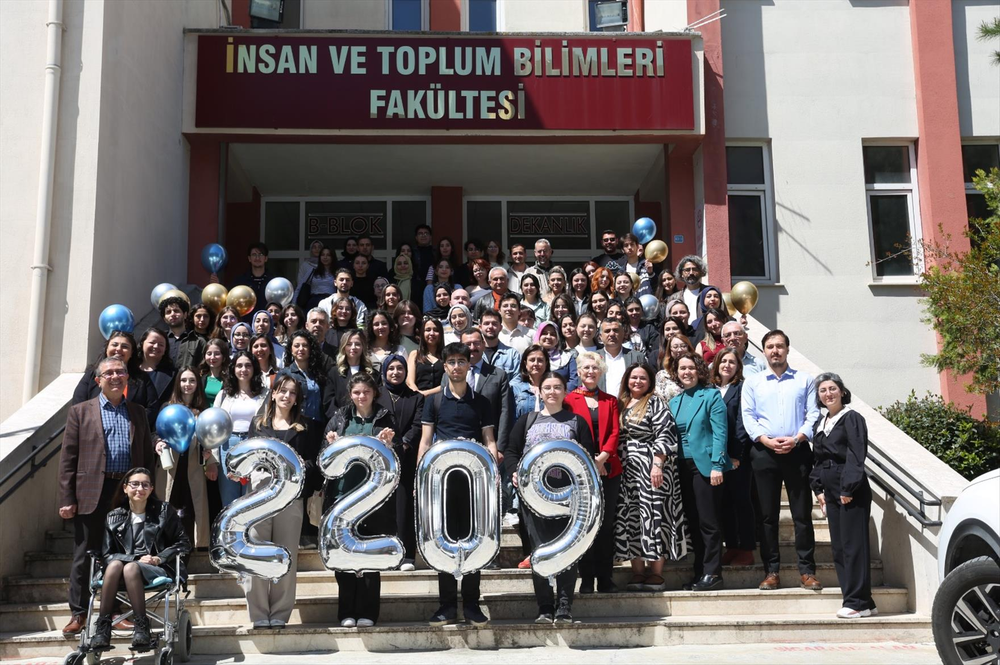 İNSAN VE TOPLUM BİLİMLERİ
FAKÜLTESİ
B-BLOK
DEKANLIK
2209